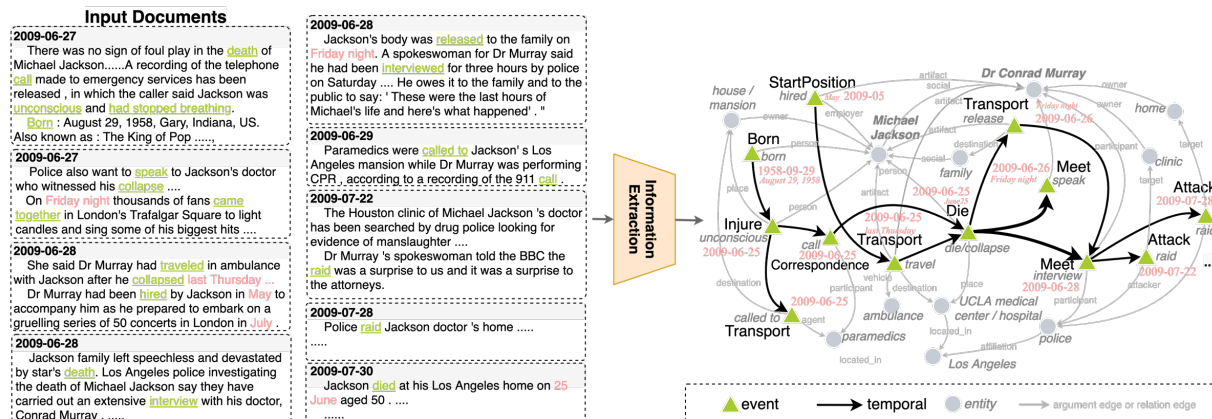 Input Documents
2009-06-27
There was no sign of foul play in the death of
Michael Jackson......A recording of the telephone
call made to emergency services has been
released , in which the caller said Jackson was
unconscious and had stopped breathing.
Born : August 29, 1958, Gary, Indiana, US.
Also known as : The King of Pop .....,
2009-06-27
Police also want to speak to Jackson's doctor
who witnessed his collapse ....
On Friday night thousands of fans came
together in London's Trafalgar Square to light
candles and sing some of his biggest hits ....
2009-06-28
She said Dr Murray had traveled in ambulance
with Jackson after he collapsed last Thursday ...
Dr Murray had been hired by Jackson in May to
accompany him as he prepared to embark on a
gruelling series of 50 concerts in London in July .
2009-06-28
Jackson family left speechless and devastated
by star's death. Los Angeles police investigating
the death of Michael Jackson say they have
carried out an extensive interview with his doctor,
Conrad Murray . .....
2009-06-28
Jackson's body was released to the family on
Friday night. A spokeswoman for Dr Murray said
he had been interviewed for three hours by police
on Saturday .... He owes it to the family and to the
public to say: ' These were the last hours of
Michael's life and here's what happened' . "
2009-06-29
Paramedics were called to Jackson' s Los
Angeles mansion while Dr Murray was performing
CPR , according to a recording of the 911 call .
2009-07-22
The Houston clinic of Michael Jackson 's doctor
has been searched by drug police looking for
evidence of manslaughter ....
Dr Murray 's spokeswoman told the BBC the
raid was a surprise to us and it was a surprise to
the attorneys.
2009-07-28
Police raid Jackson doctor 's home .....
.....
2009-07-30
Jackson died at his Los Angeles home on 25
June aged 50 . ....
......
Information
Extraction
StartPosition
hired
May 2009-05
employer
artifact
social
Dr Conrad Murray
owner
owner
artifact
Transport
release
Friday night
2009-06-26
home
house /
mansion
Michael
Jackson
person
Born
born
1958-09-29
August 29, 1958
artifact
destination
social
family
person
2009-06-26
Friday night
Meet
speak
participant
clinic
target
target
place
person
artifact
2009-06-25
June25
Die
die/collapse
2009-06-25
last Thursday
Attack
2009-07-28
raid
Injure
unconscious
2009-06-25
call
2009-06-25
Correspondence
Transport
travel
Meet
interview
2009-06-28
Attack
raid
2009-07-22
..
destination
2009-06-25
called to
Transport
agent
participant
paramedics
located_in
vehicle
ambulance
destination
place
UCLA medical
center / hospital
located_in
Los Angeles
participant
attacker
police
affiliation
event
temporal
entity
argument edge or relation edge